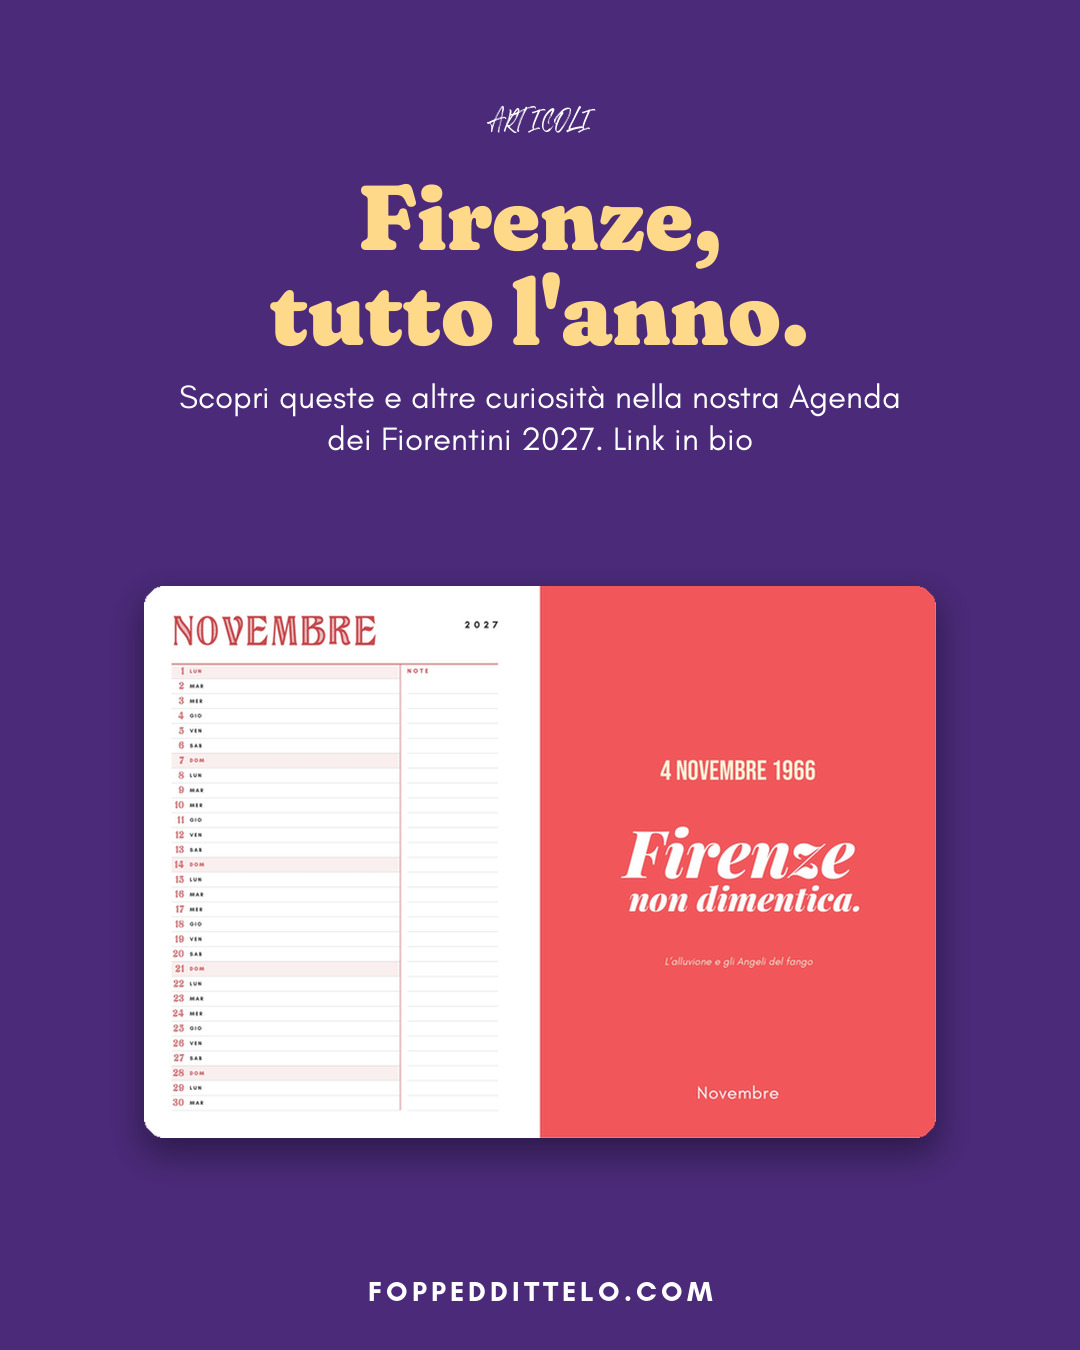 ARTICOLI
Firenze,
tutto l'anno.
Scopri queste e altre curiosità nella nostra Agenda
dei Fiorentini 2027. Link in bio
NOVEMBRE
2027
NOTE
1 LUN
2 MAR
3 MER
4 GIO
5 VEN
6 SAB
7 DOM
8 LUN
9 MAR
10 MER
11 GIO
12 VEN
13 SAB
14 DOM
15 LUN
16 MAR
17 MER
18 GIO
19 VEN
20 SAB
21 DOM
22 LUN
23 MAR
24 MER
25 GIO
26 VEN
27 SAB
28 DOM
29 LUN
30 MAR
4 NOVEMBRE 1966
Firenze
non dimentica.
L'alluvione e gli Angeli del fango
Novembre
FOPPEDDITTELO.COM